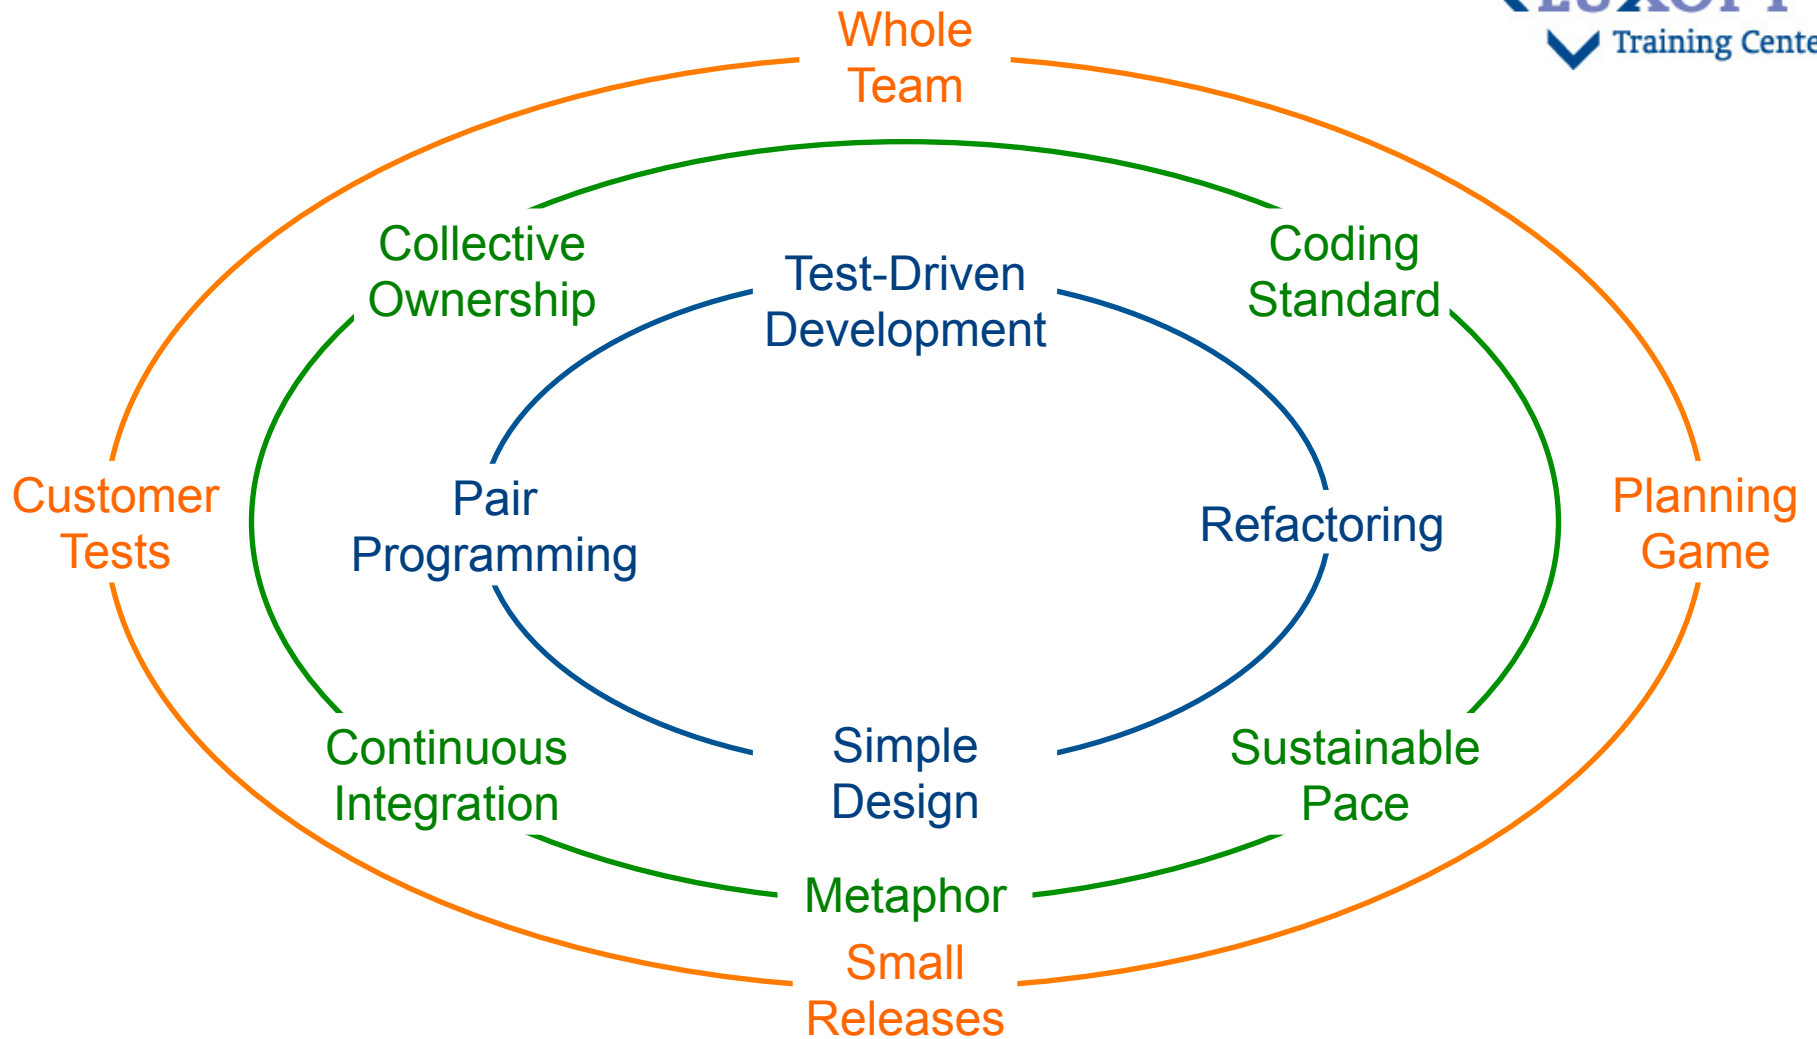 Whole
Team
Training
Collective
Ownership
Test-Driven
Development
Coding
Standard
Customer
Tests
Pair
Programming
Refactoring
Planning
Game
Continuous
Integration
Simple
Design
Sustainable
Pace
Metaphor
Small
Releases